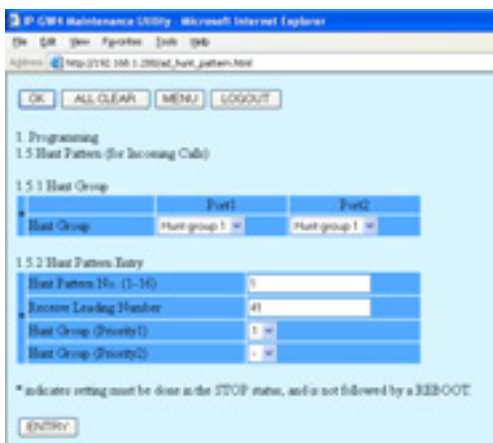 IP-GW4 Maintenance Utility - Microsoft Internet Explorer
File Edit View Favorites Tools Help
Address
OK ALL CLEAR MENU LOGOUT
1. Programming
1.5 Hunt Pattern (for Incoming Calls)
1.5.1 Hunt Group
Port1 Port2
* Hunt Group Hunt group 1 Hunt group 1
1.5.2 Hunt Pattern Entry
Hunt Pattern No. (1-16) 1
* Receive Leading Number 41
Hunt Group (Priority1) 1
Hunt Group (Priority2) -
* indicates setting must be done in the STOP status, and is not followed by a REBOOT.
ENTRY